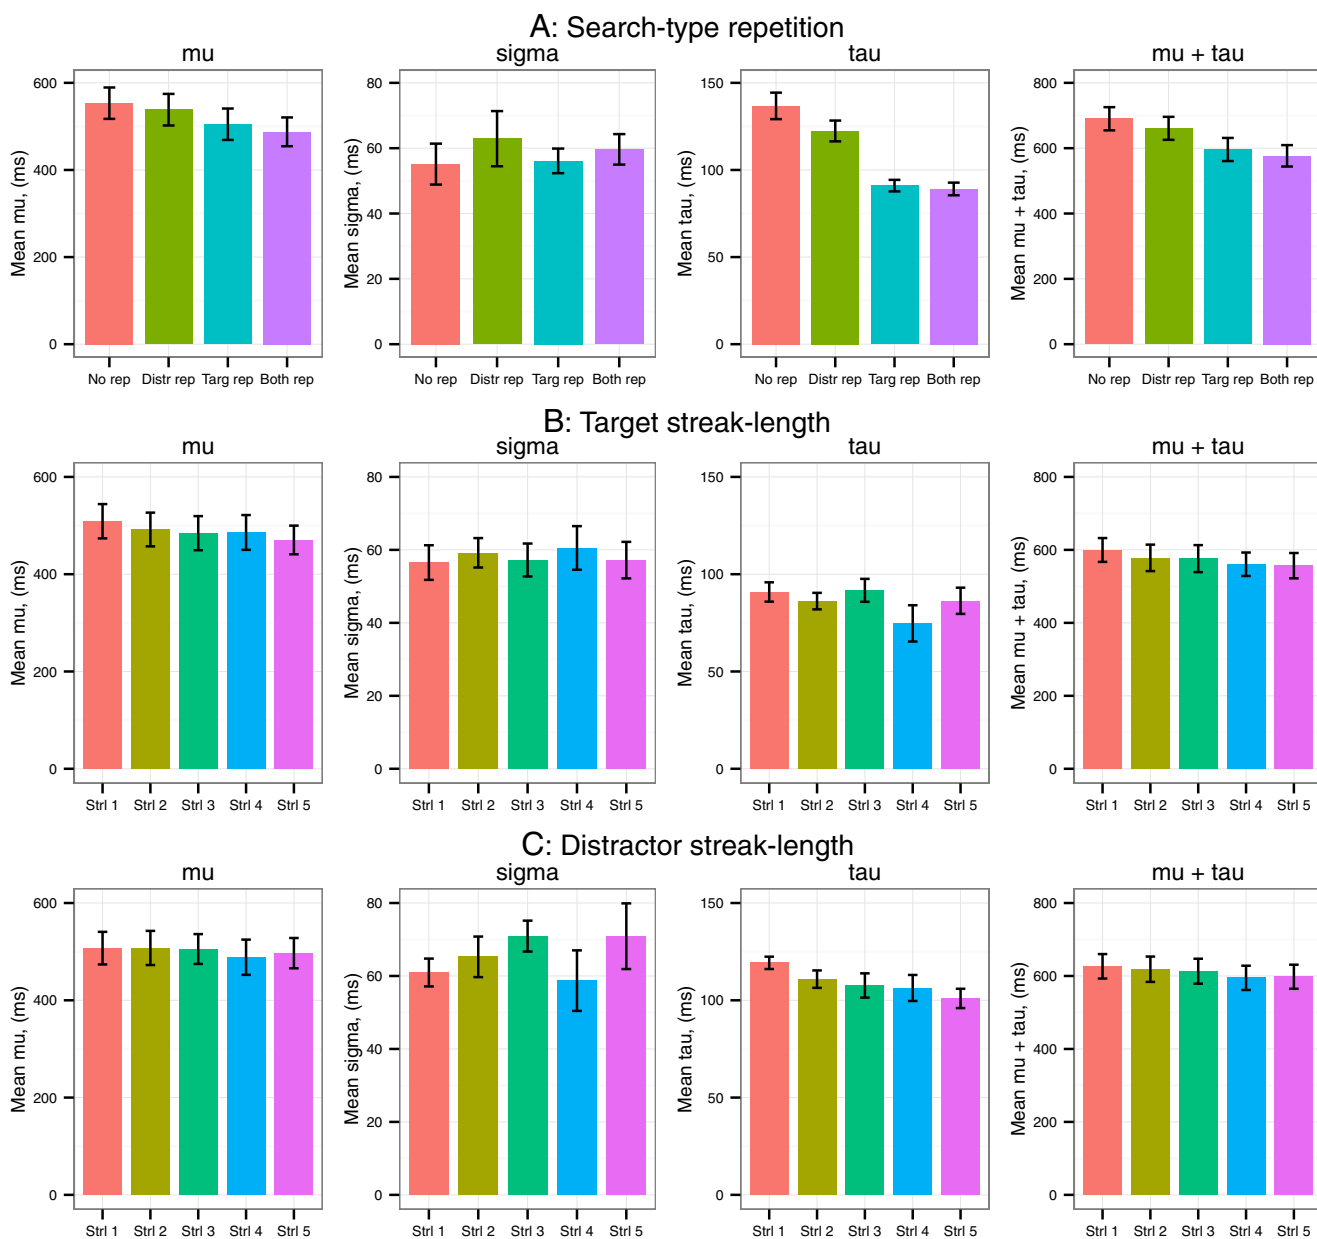 A: Search-type repetition
mu
sigma
tau
mu + tau
Mean mu, (ms)
600
400
200
0
No rep Distr rep Targ rep Both rep
Mean sigma, (ms)
80
60
40
20
0
No rep Distr rep Targ rep Both rep
Mean tau, (ms)
150
100
50
0
No rep Distr rep Targ rep Both rep
Mean mu + tau, (ms)
800
600
400
200
0
No rep Distr rep Targ rep Both rep
B: Target streak-length
mu
sigma
tau
mu + tau
Mean mu, (ms)
600
400
200
0
Strl 1 Strl 2 Strl 3 Strl 4 Strl 5
Mean sigma, (ms)
80
60
40
20
0
Strl 1 Strl 2 Strl 3 Strl 4 Strl 5
Mean tau, (ms)
150
100
50
0
Strl 1 Strl 2 Strl 3 Strl 4 Strl 5
Mean mu + tau, (ms)
800
600
400
200
0
Strl 1 Strl 2 Strl 3 Strl 4 Strl 5
C: Distractor streak-length
mu
sigma
tau
mu + tau
Mean mu, (ms)
600
400
200
0
Strl 1 Strl 2 Strl 3 Strl 4 Strl 5
Mean sigma, (ms)
80
60
40
20
0
Strl 1 Strl 2 Strl 3 Strl 4 Strl 5
Mean tau, (ms)
150
100
50
0
Strl 1 Strl 2 Strl 3 Strl 4 Strl 5
Mean mu + tau, (ms)
800
600
400
200
0
Strl 1 Strl 2 Strl 3 Strl 4 Strl 5